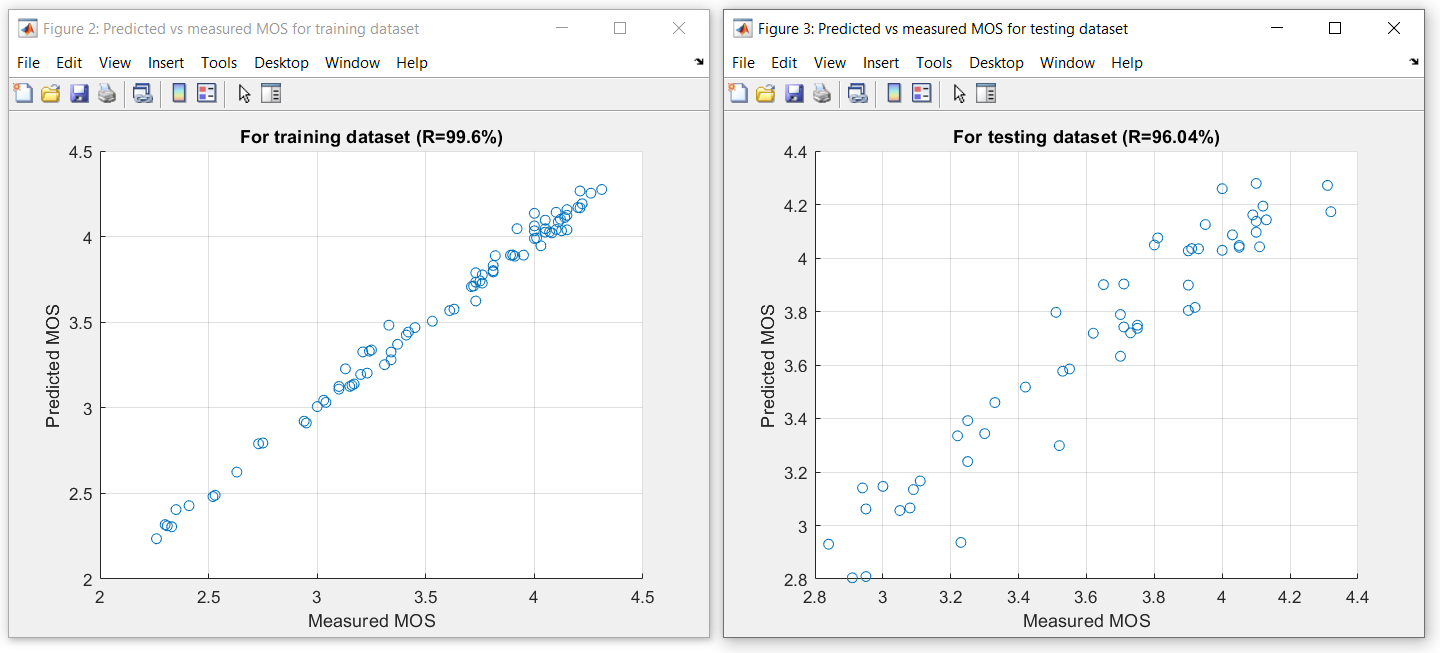 Figure 2: Predicted vs measured MOS for training dataset
File Edit View Insert Tools Desktop Window Help
For training dataset (R=99.6%)
4.5
4
3.5
3
2.5
2
Predicted MOS
2 2.5 3 3.5 4 4.5
Measured MOS
Figure 3: Predicted vs measured MOS for testing dataset
File Edit View Insert Tools Desktop Window Help
For testing dataset (R=96.04%)
4.4
4.2
4
3.8
3.6
3.4
3.2
3
2.8
Predicted MOS
2.8 3 3.2 3.4 3.6 3.8 4 4.2 4.4
Measured MOS